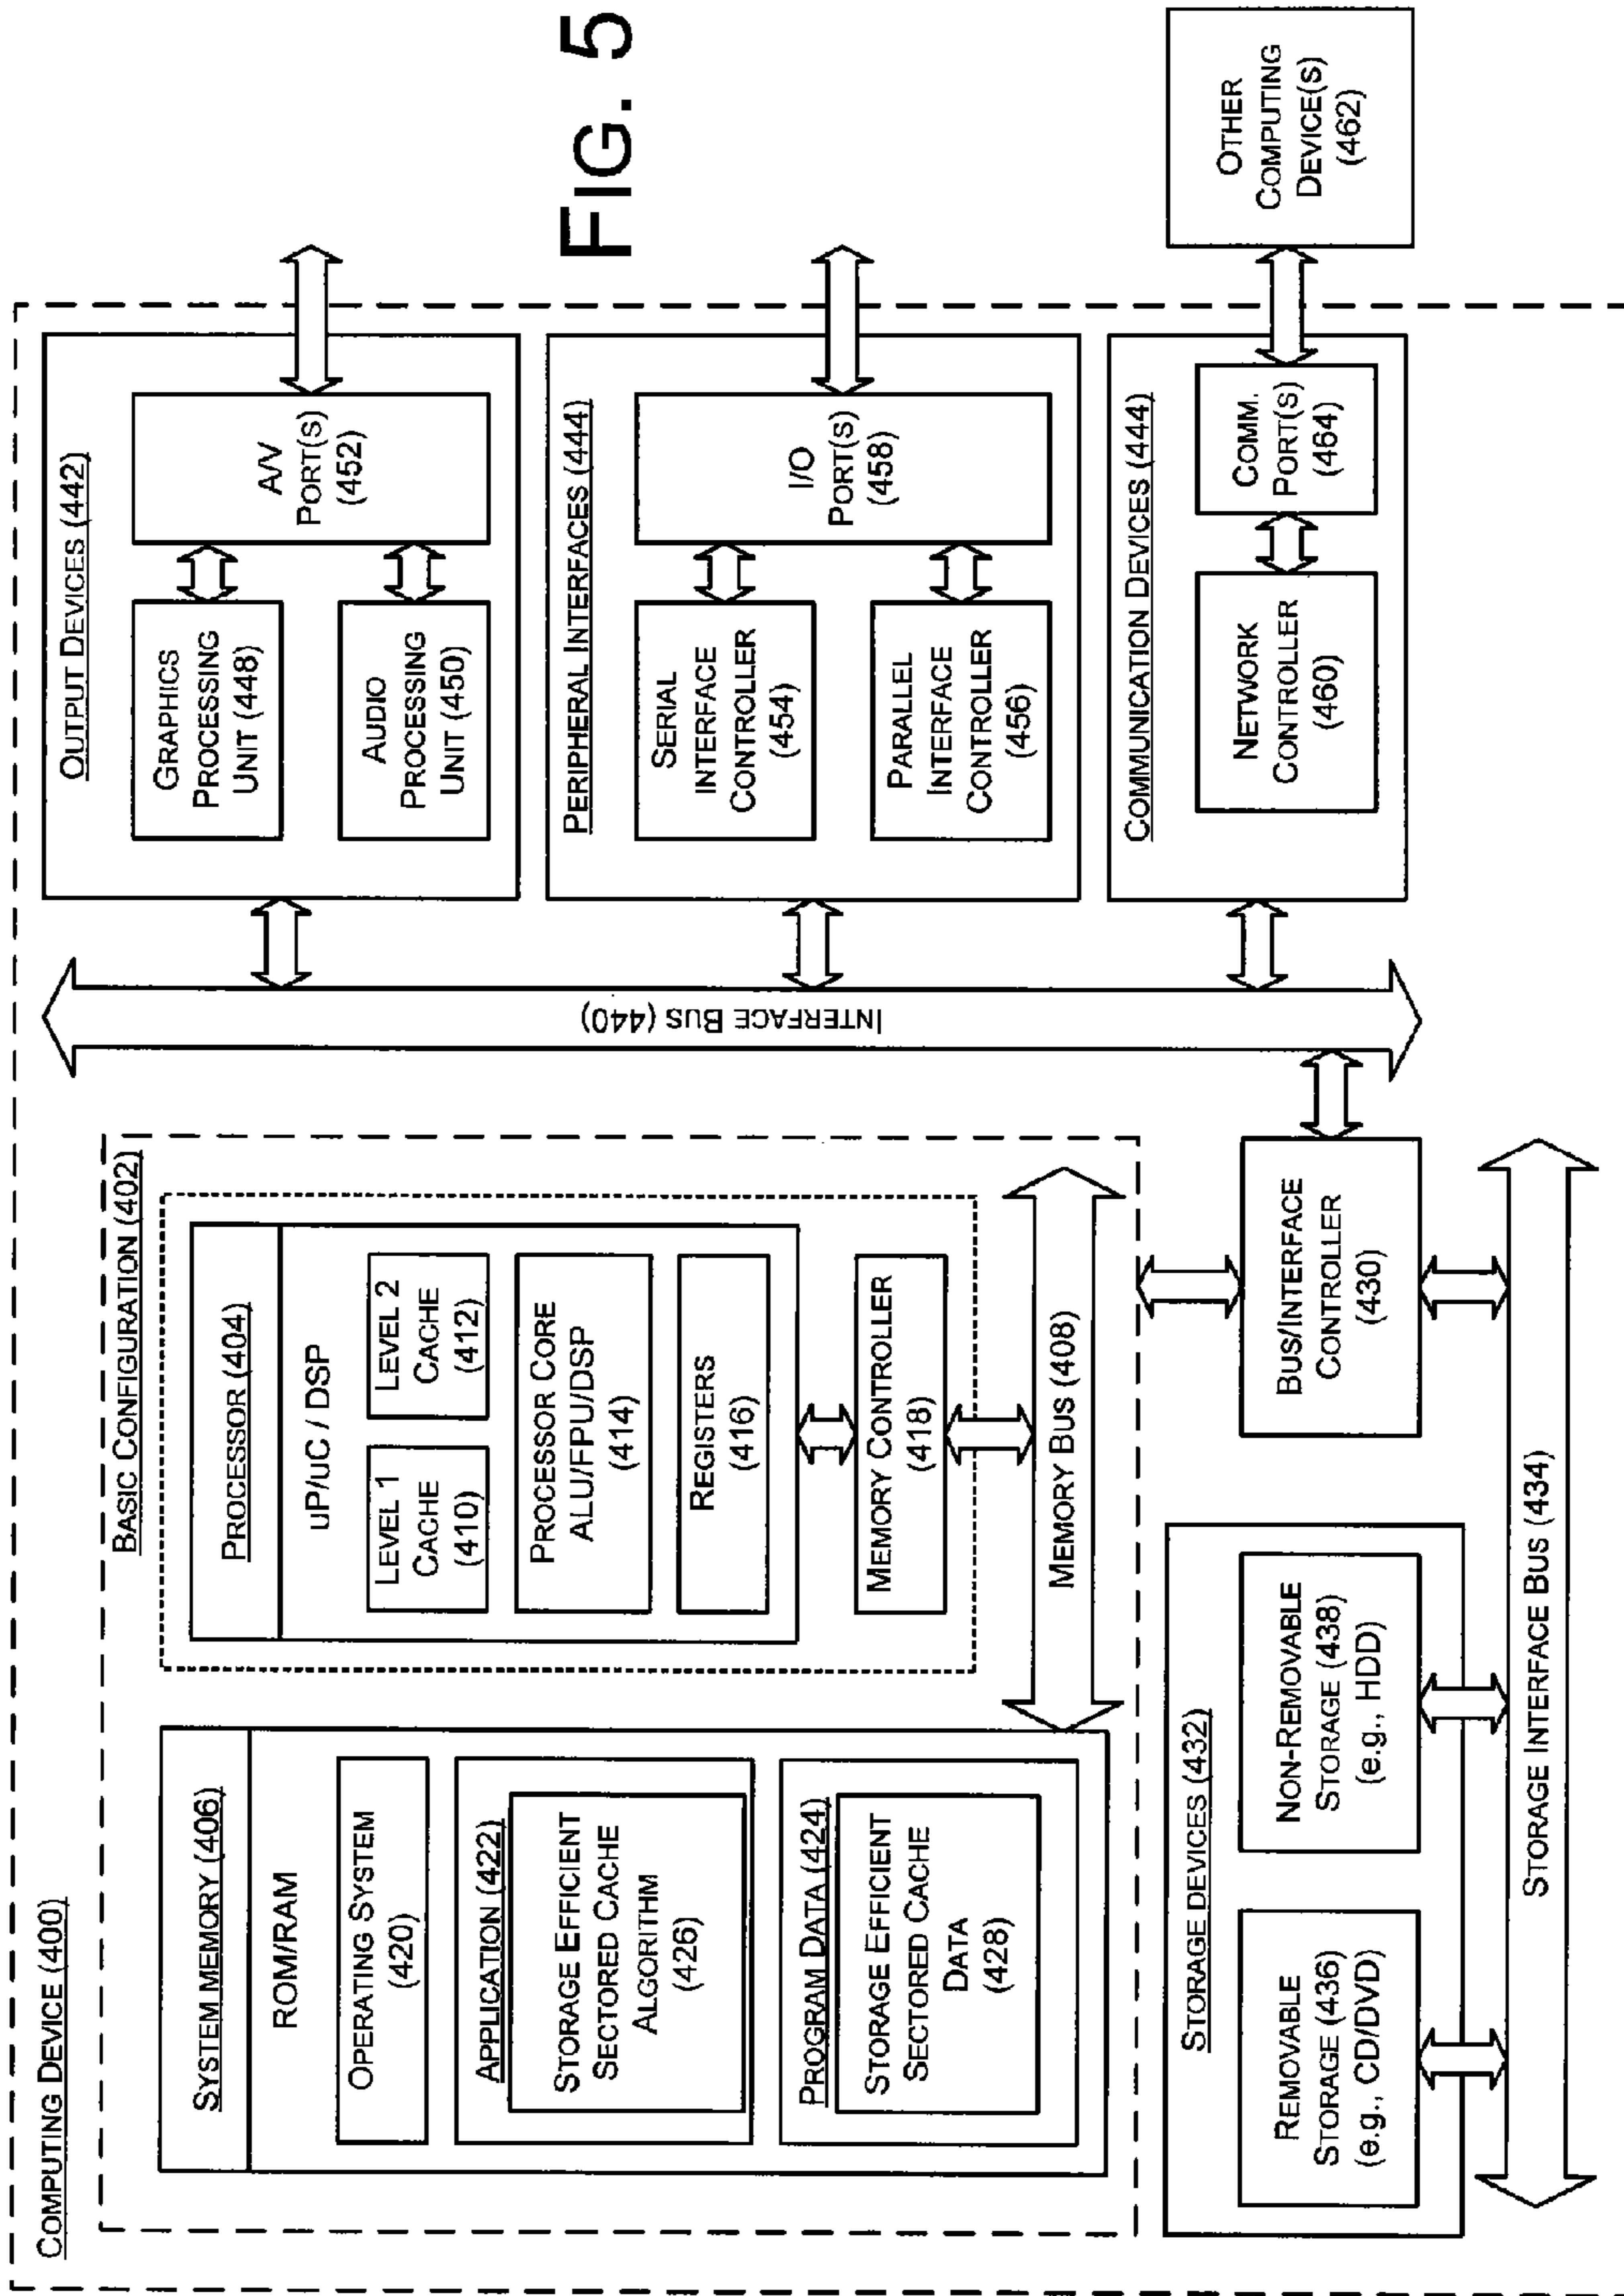 COMPUTING DEVICE (400)
BASIC CONFIGURATION (402)
SYSTEM MEMORY (406)
ROM/RAM
OPERATING SYSTEM
(420)
APPLICATION (422)
STORAGE EFFICIENT
SECTORED CACHE
ALGORITHM
(426)
PROGRAM DATA (424)
STORAGE EFFICIENT
SECTORED CACHE
DATA
(428)
PROCESSOR (404)
uP/uC / DSP
LEVEL 1
CACHE
(410)
LEVEL 2
CACHE
(412)
PROCESSOR CORE
ALU/FPU/DSP
(414)
REGISTERS
(416)
MEMORY CONTROLLER
(418)
MEMORY BUS (408)
BUS/INTERFACE
CONTROLLER
(430)
STORAGE DEVICES (432)
REMOVABLE
STORAGE (436)
(e.g., CD/DVD)
NON-REMOVABLE
STORAGE (438)
(e.g., HDD)
STORAGE INTERFACE BUS (434)
INTERFACE BUS (440)
OUTPUT DEVICES (442)
GRAPHICS
PROCESSING
UNIT (448)
AUDIO
PROCESSING
UNIT (450)
A/V
PORT(S)
(452)
PERIPHERAL INTERFACES (444)
SERIAL
INTERFACE
CONTROLLER
(454)
PARALLEL
INTERFACE
CONTROLLER
(456)
I/O
PORT(S)
(458)
COMMUNICATION DEVICES (444)
NETWORK
CONTROLLER
(460)
COMM.
PORT(S)
(464)
OTHER
COMPUTING
DEVICE(S)
(462)
FIG. 5